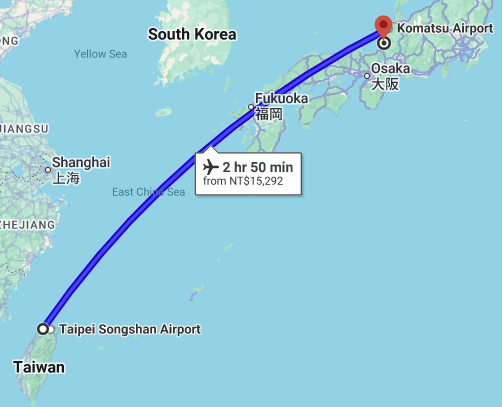 South Korea
Komatsu Airport
ONG
Yellow Sea
Osaka
大阪
Fukuoka
福岡
JIANGSU
Shanghai
上海
2 hr 50 min
from NT$15,292
East China Sea
ZHEJIANG
Taipei Songshan Airport
Taiwan